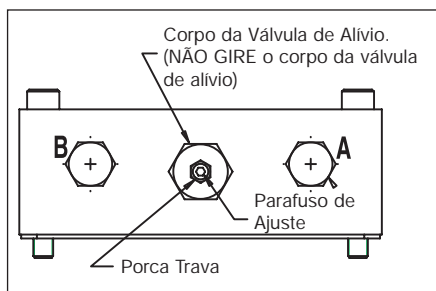 Corpo da Válvula de Alívio.
(NÃO GIRE o corpo da válvula
de alívio)
B
A
Parafuso de
Ajuste
Porca Trava